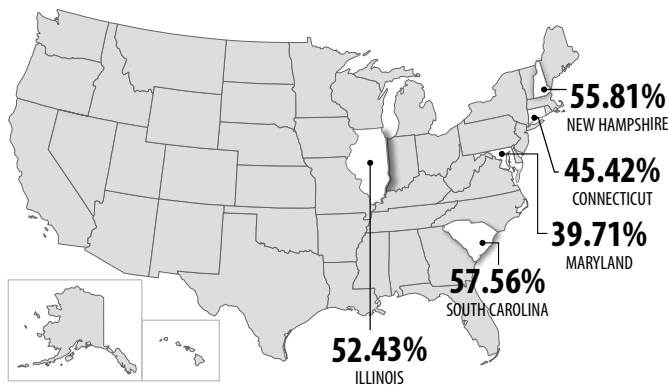 55.81%
NEW HAMPSHIRE
45.42%
CONNECTICUT
39.71%
MARYLAND
57.56%
SOUTH CAROLINA
52.43%
ILLINOIS